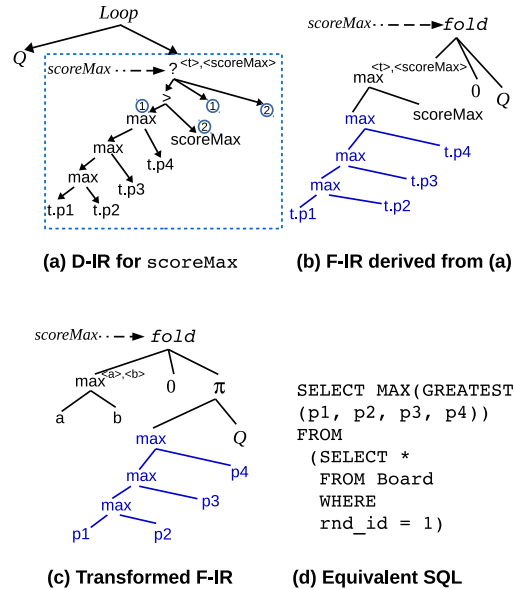 Loop
Q
scoreMax
? <t>,<scoreMax>
>
① ① ②
max
②
scoreMax
max
t.p4
max
t.p3
t.p1
t.p2
(a) D-IR for scoreMax
scoreMax
fold
max <t>,<scoreMax>
0
Q
scoreMax
max
t.p4
max
t.p3
max
t.p2
t.p1
(b) F-IR derived from (a)
scoreMax
fold
max <a>,<b>
0
π
a
b
max
Q
p4
max
p3
max
p1
p2
(c) Transformed F-IR
SELECT MAX(GREATEST
(p1, p2, p3, p4))
FROM
(SELECT *
FROM Board
WHERE
rnd_id = 1)
(d) Equivalent SQL